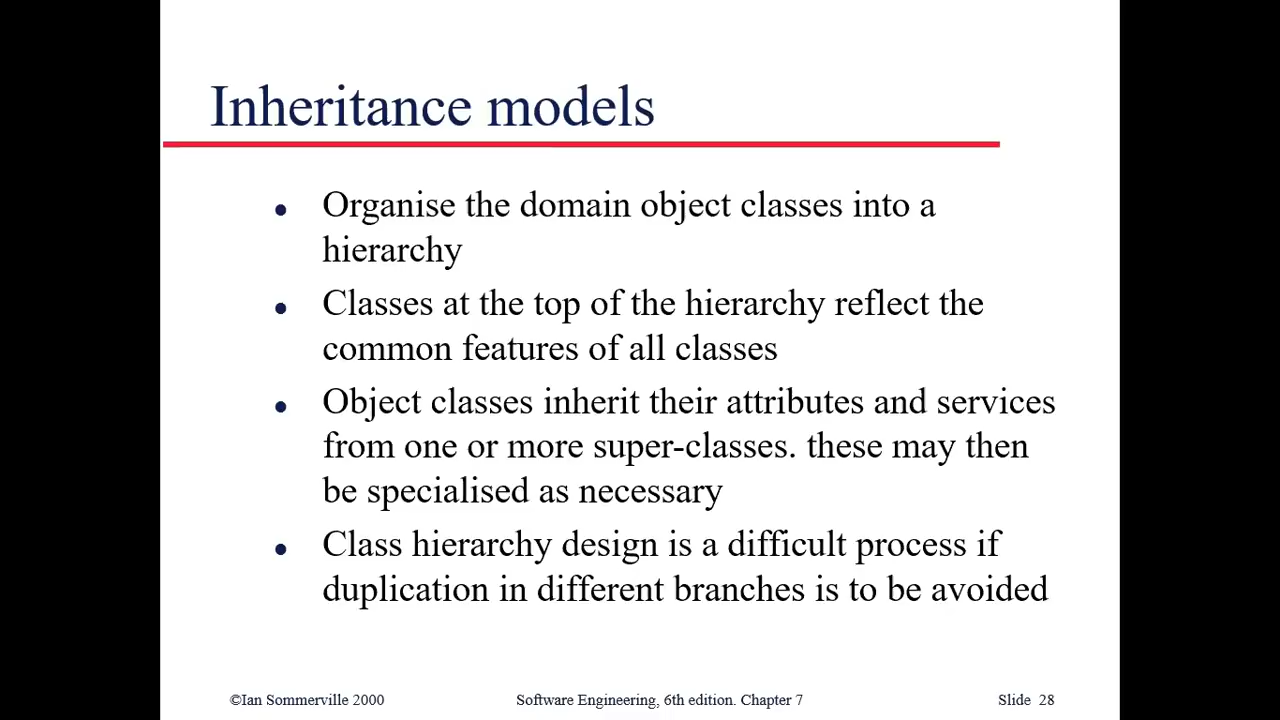 Inheritance models
● Organise the domain object classes into a
hierarchy
● Classes at the top of the hierarchy reflect the
common features of all classes
● Object classes inherit their attributes and services
from one or more super-classes. these may then
be specialised as necessary
● Class hierarchy design is a difficult process if
duplication in different branches is to be avoided
©Ian Sommerville 2000 Software Engineering, 6th edition. Chapter 7 Slide 28